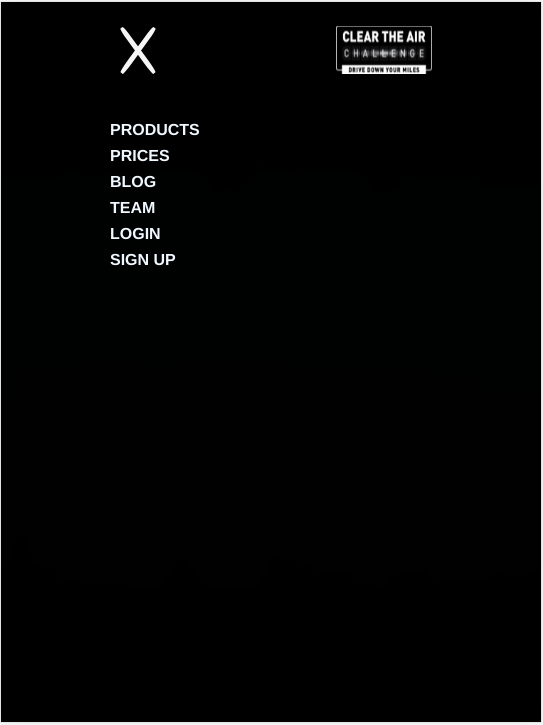 CLEAR THE AIR
CHALLENGE
DRIVE DOWN YOUR MILES
PRODUCTS
PRICES
BLOG
TEAM
LOGIN
SIGN UP